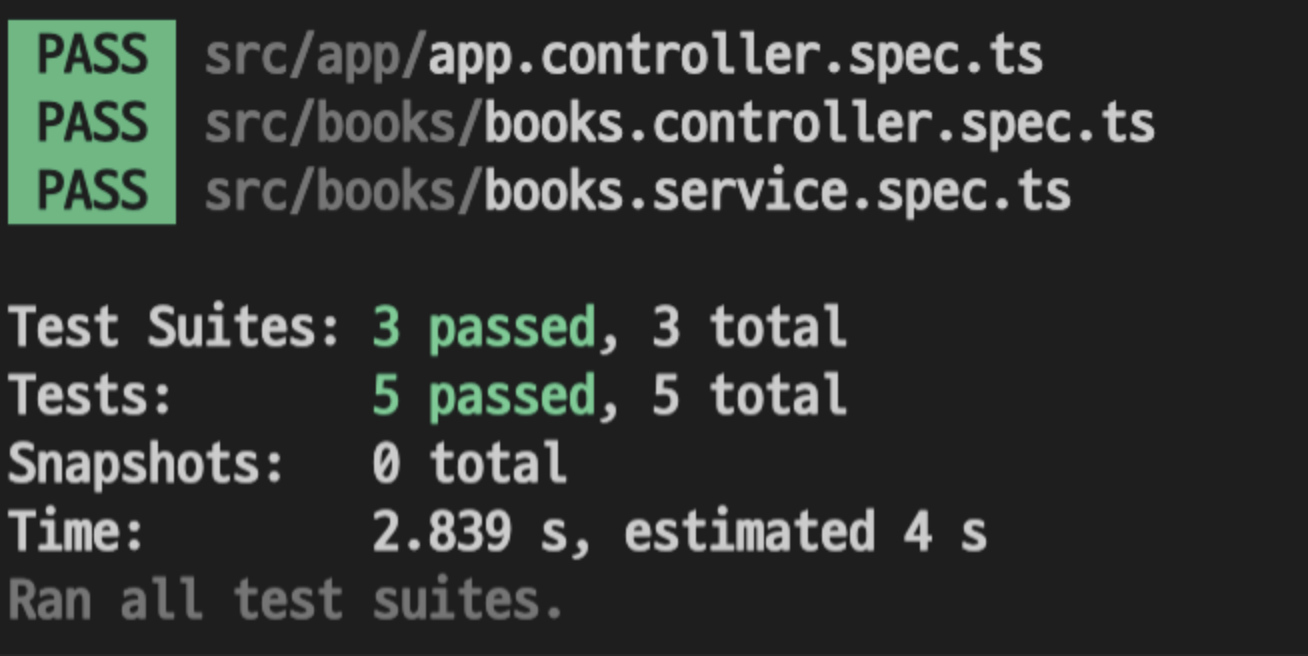 PASS src/app/app.controller.spec.ts
PASS src/books/books.controller.spec.ts
PASS src/books/books.service.spec.ts
Test Suites: 3 passed, 3 total
Tests: 5 passed, 5 total
Snapshots: 0 total
Time: 2.839 s, estimated 4 s
Ran all test suites.